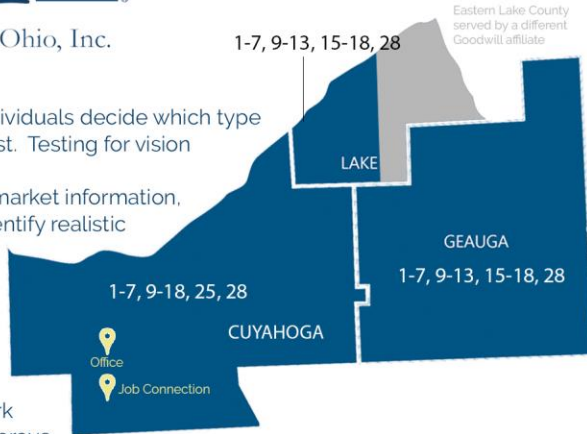 Ohio, Inc.
Eastern Lake County
served by a different
Goodwill affiliate
1-7, 9-13, 15-18, 28
ividuals decide which type
st. Testing for vision
market information,
entify realistic
LAKE
GEAUGA
1-7, 9-13, 15-18, 28
1-7, 9-18, 25, 28
CUYAHOGA
Office
Job Connection
rk